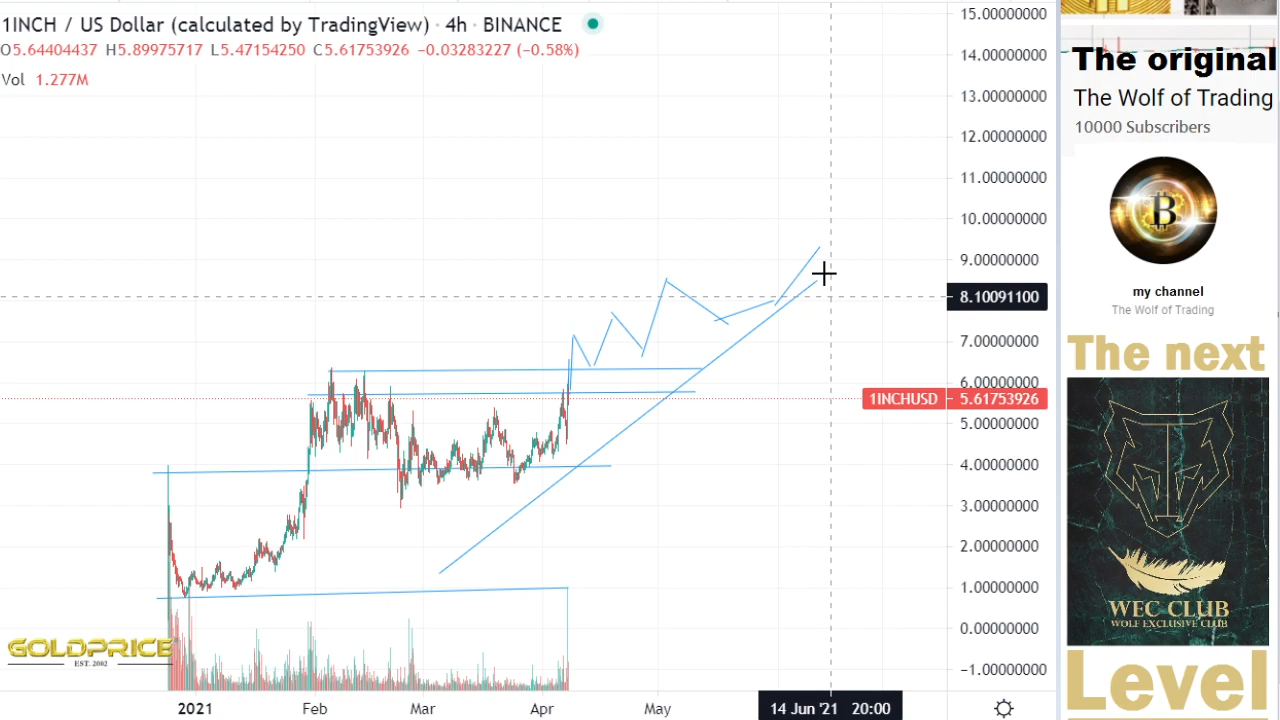 1INCH / US Dollar (calculated by TradingView) · 4h · BINANCE
O5.64404437 H5.89975717 L5.47154250 C5.61753926 −0.03283227 (−0.58%)
Vol 1.277M
15.00000000
14.00000000
13.00000000
12.00000000
11.00000000
10.00000000
9.00000000
8.10091100
7.00000000
6.00000000
1INCHUSD 5.61753926
5.00000000
4.00000000
3.00000000
2.00000000
1.00000000
0.00000000
−1.00000000
2021 Feb Mar Apr May 14 Jun '21 20:00
GOLDPRICE
EST. 2002
The original
The Wolf of Trading
10000 Subscribers
B
my channel
The Wolf of Trading
The next
WEC CLUB
WOLF EXCLUSIVE CLUB
Level